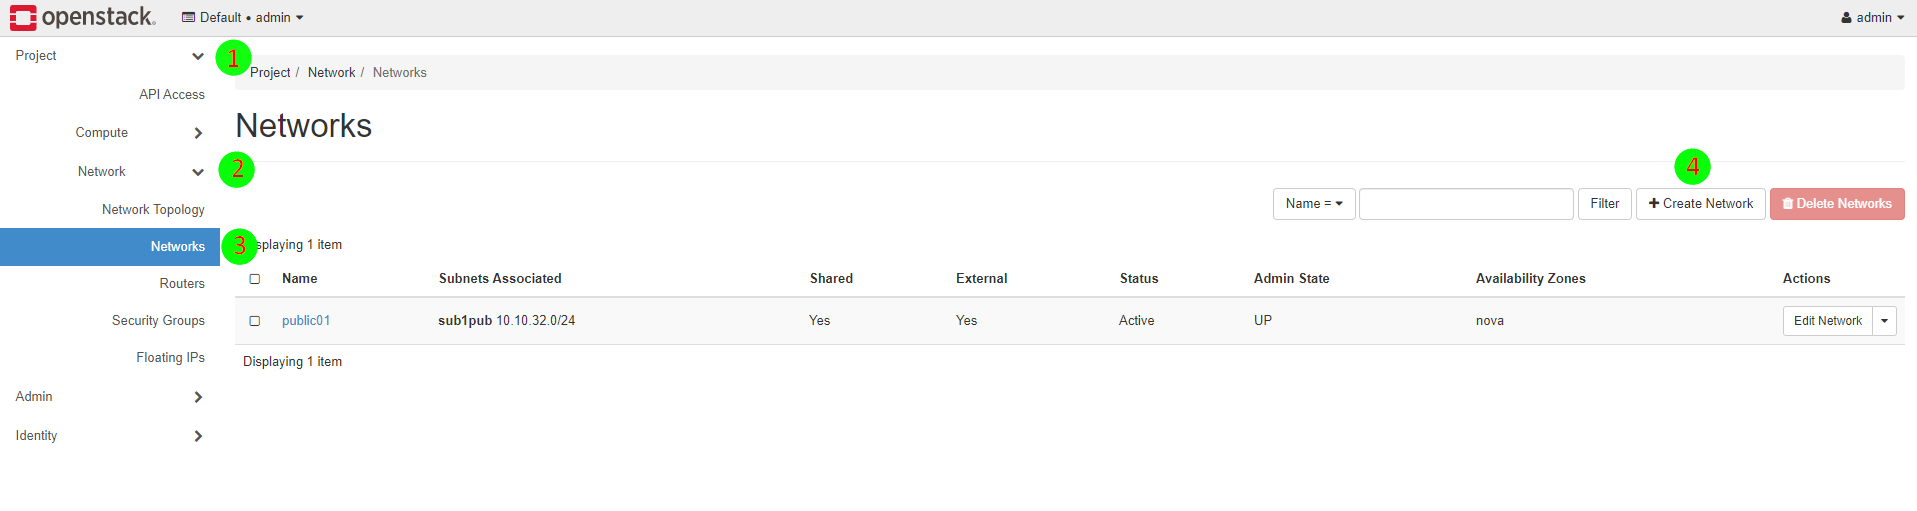 openstack. Default • admin admin
Project
1
API Access
Compute
Network
2
Network Topology
Networks
3
Routers
Security Groups
Floating IPs
Admin
Identity
Project / Network / Networks
Networks
4
Name = Filter + Create Network Delete Networks
splaying 1 item
Name Subnets Associated Shared External Status Admin State Availability Zones Actions
public01 sub1pub 10.10.32.0/24 Yes Yes Active UP nova Edit Network
Displaying 1 item